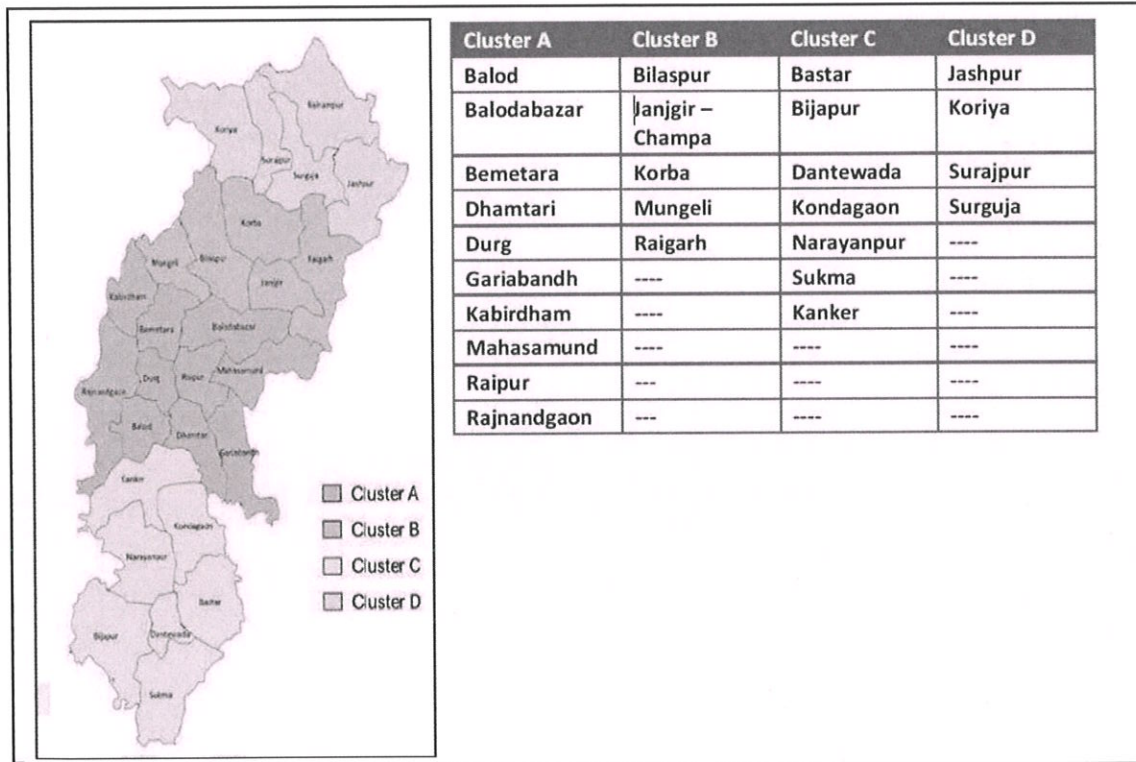 Balrampur
Koriya
Surajpur
Surguja
Jashpur
Korba
Raigarh
Mungeli
Bilaspur
Janjgir
Kabirdham
Bemetara
Balodabazar
Mahasamund
Rajnandgaon
Durg
Raipur
Balod
Dhamtari
Gariabandh
Kanker
Kondagaon
Narayanpur
Bastar
Bijapur
Dantewada
Sukma
Cluster A
Cluster B
Cluster C
Cluster D
Cluster A Cluster B Cluster C Cluster D
Balod Bilaspur Bastar Jashpur
Balodabazar Janjgir – Bijapur Koriya
Champa
Bemetara Korba Dantewada Surajpur
Dhamtari Mungeli Kondagaon Surguja
Durg Raigarh Narayanpur ----
Gariabandh ---- Sukma ----
Kabirdham ---- Kanker ----
Mahasamund ---- ---- ----
Raipur --- ---- ----
Rajnandgaon --- ---- ----